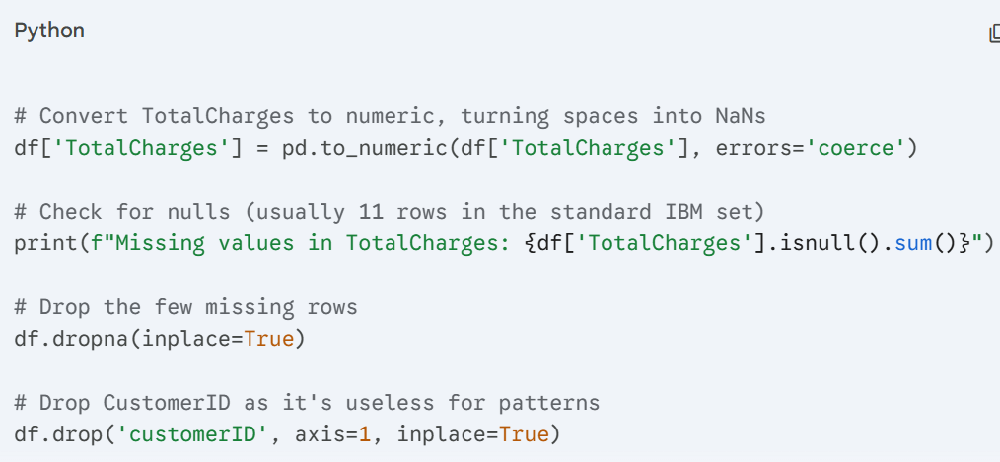 Python
# Convert TotalCharges to numeric, turning spaces into NaNs
df['TotalCharges'] = pd.to_numeric(df['TotalCharges'], errors='coerce')
# Check for nulls (usually 11 rows in the standard IBM set)
print(f"Missing values in TotalCharges: {df['TotalCharges'].isnull().sum()}")
# Drop the few missing rows
df.dropna(inplace=True)
# Drop CustomerID as it's useless for patterns
df.drop('customerID', axis=1, inplace=True)